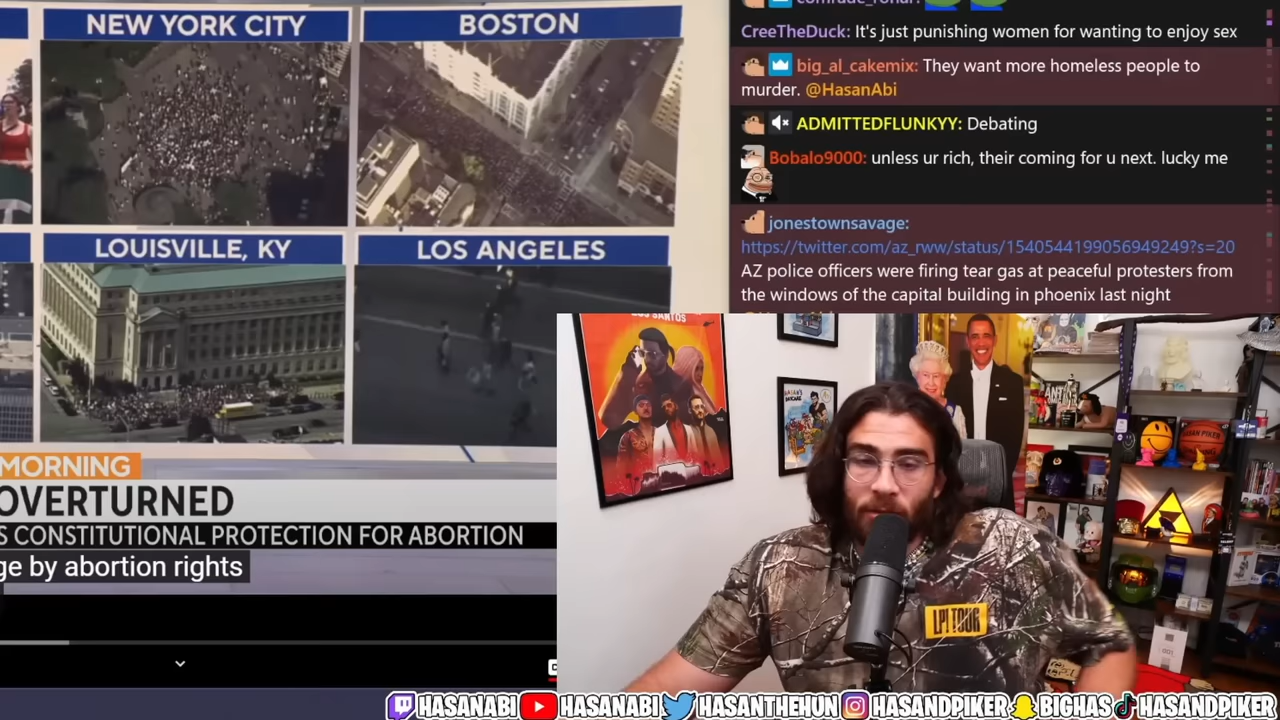 NEW YORK CITY
BOSTON
LOUISVILLE, KY
LOS ANGELES
MORNING
OVERTURNED
S CONSTITUTIONAL PROTECTION FOR ABORTION
ge by abortion rights
CreeTheDuck: It's just punishing women for wanting to enjoy sex
big_al_cakemix: They want more homeless people to
murder. @HasanAbi
ADMITTEDFLUNKYY: Debating
Bobalo9000: unless ur rich, their coming for u next. lucky me
jonestownsavage:
https://twitter.com/az_rww/status/1540544199056949249?s=20
AZ police officers were firing tear gas at peaceful protesters from
the windows of the capital building in phoenix last night
LOS SANTOS
LPI TOUR
HASANABI HASANABI HASANTHEHUN HASANDPIKER BIGHAS HASANDPIKER